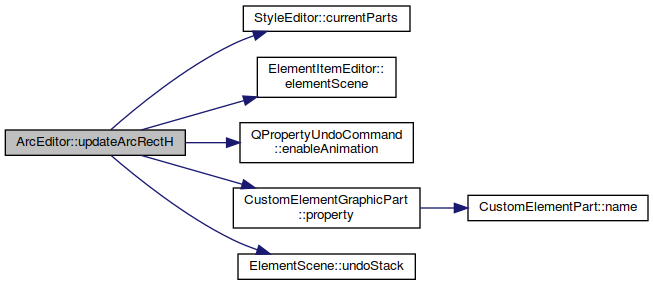 StyleEditor::currentParts
ElementItemEditor::
elementScene
ArcEditor::updateArcRectH
QPropertyUndoCommand
::enableAnimation
CustomElementGraphicPart
::property
CustomElementPart::name
ElementScene::undoStack